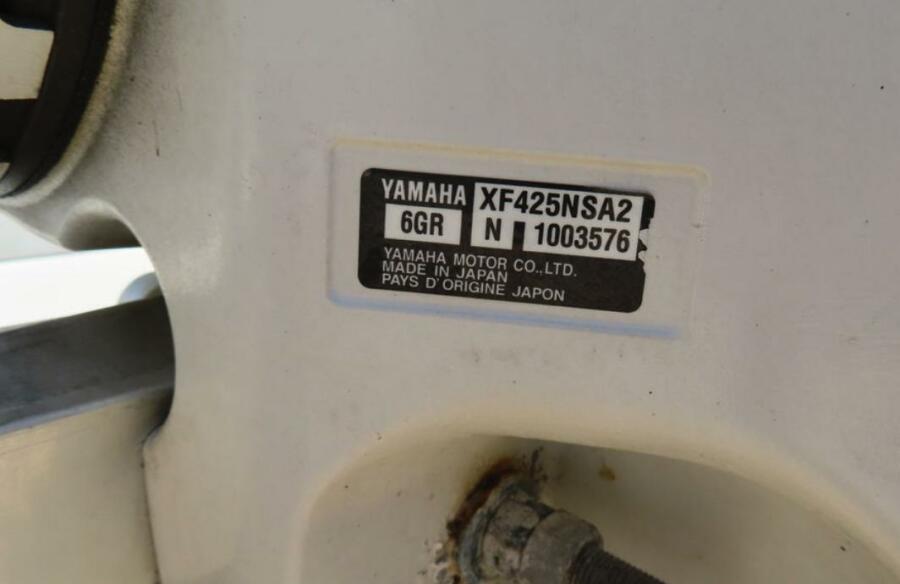 YAMAHA XF425NSA2
6GR N 1003576
YAMAHA MOTOR CO.,LTD.
MADE IN JAPAN
PAYS D'ORIGINE JAPON